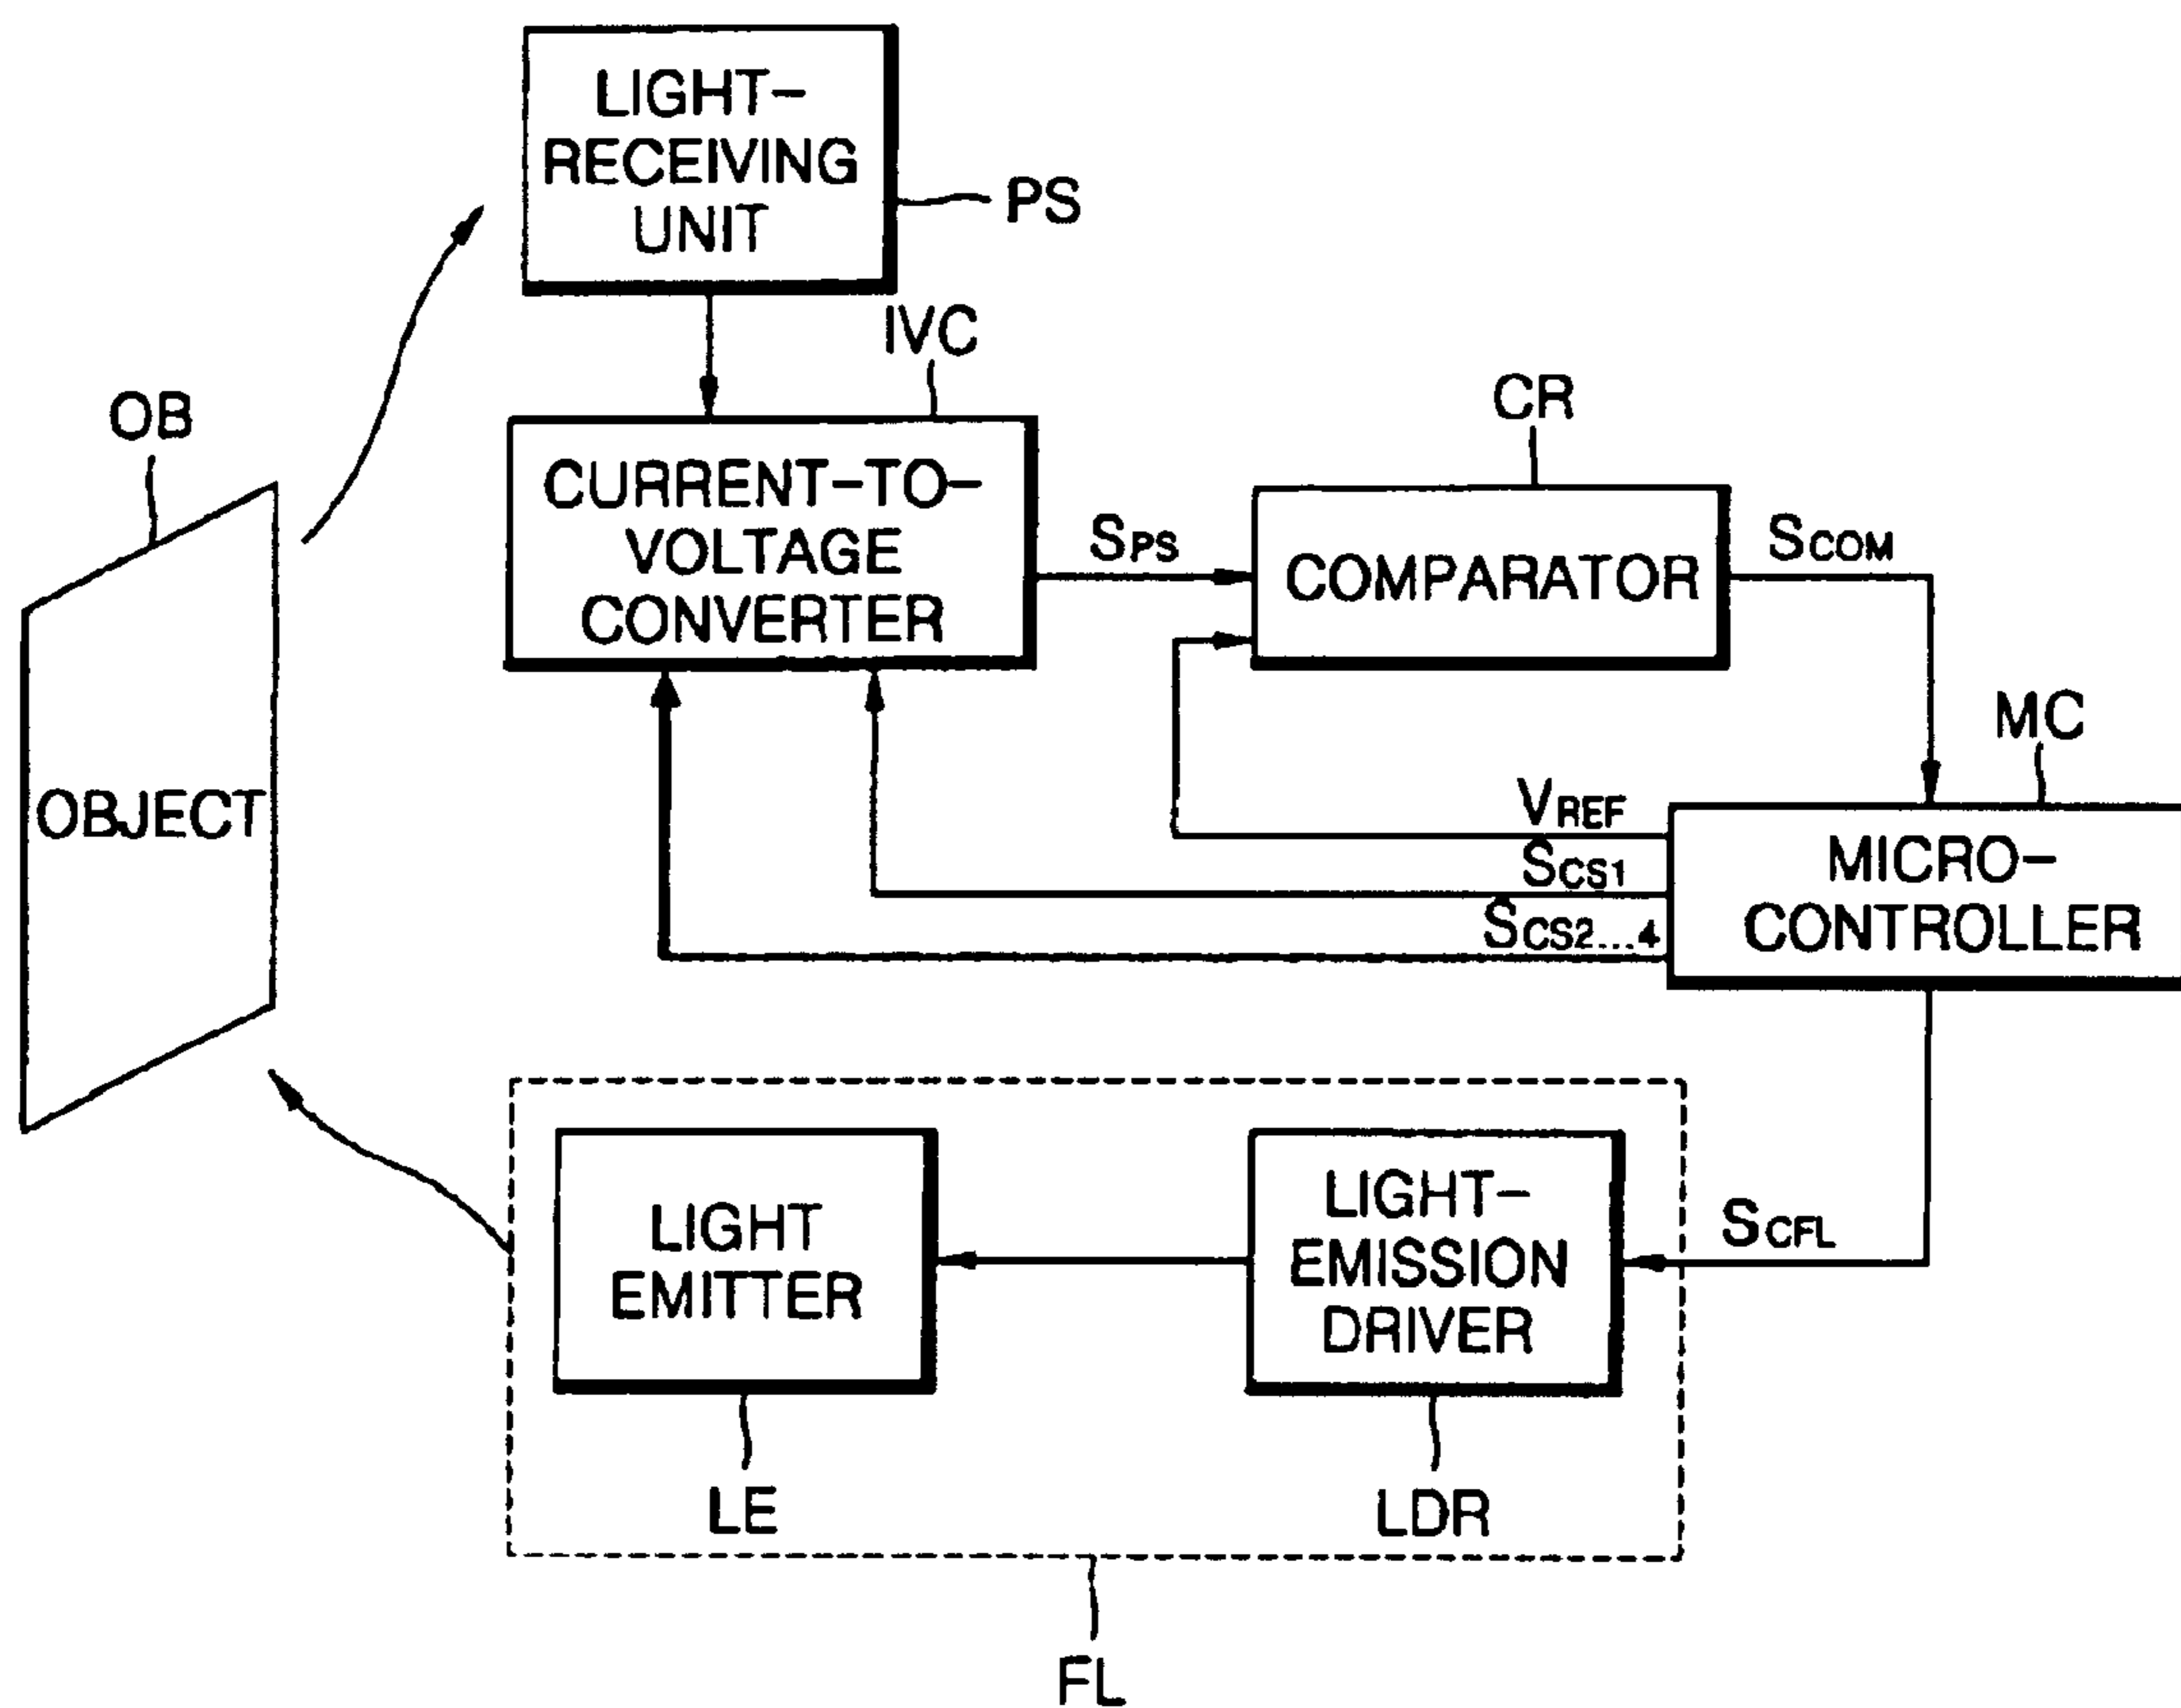 LIGHT-
RECEIVING
UNIT
PS
IVC
OB
CURRENT-TO-
VOLTAGE
CONVERTER
SPS
CR
COMPARATOR
SCOM
OBJECT
MC
VREF
SCS1
SCS2...4
MICRO-
CONTROLLER
LIGHT
EMITTER
LIGHT-
EMISSION
DRIVER
SCFL
LE
LDR
FL